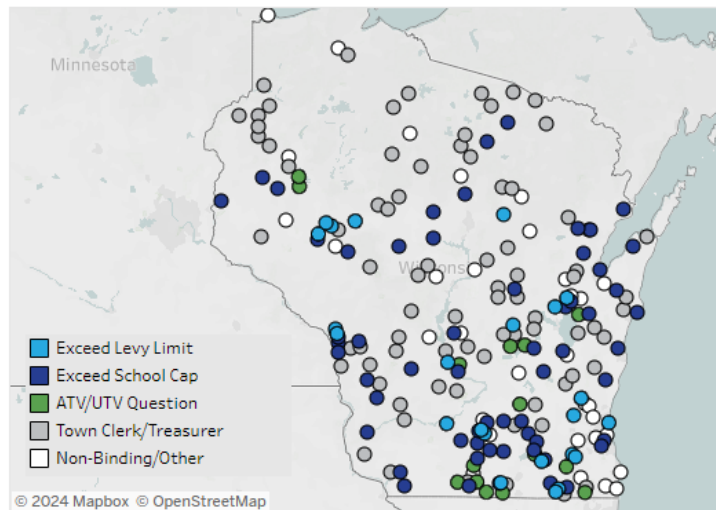 Minnesota
Wisconsin
Exceed Levy Limit
Exceed School Cap
ATV/UTV Question
Town Clerk/Treasurer
Non-Binding/Other
© 2024 Mapbox © OpenStreetMap